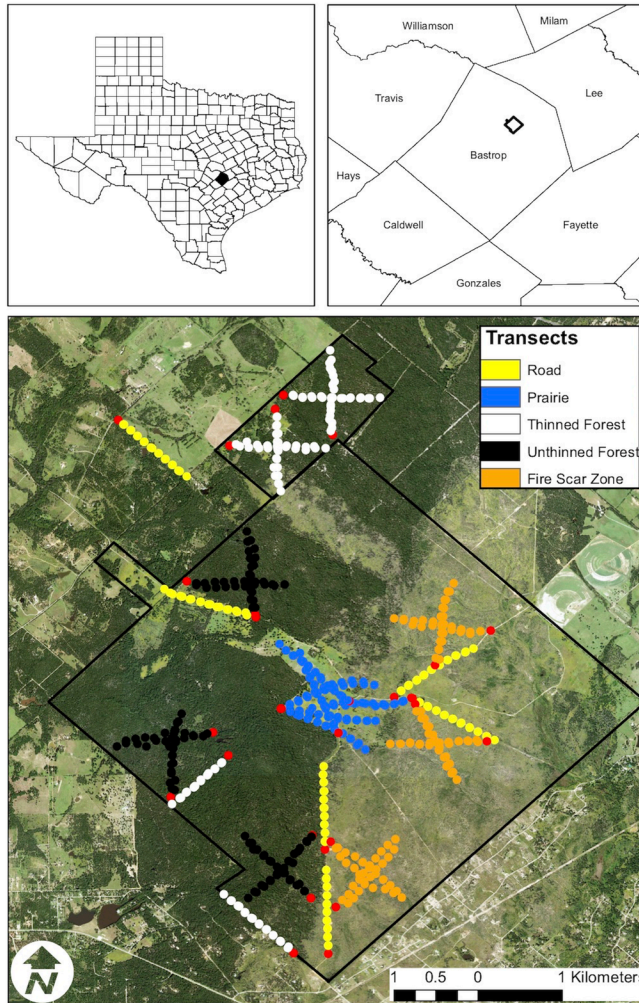 Williamson
Milam
Travis
Lee
Bastrop
Hays
Caldwell
Fayette
Gonzales
Transects
Road
Prairie
Thinned Forest
Unthinned Forest
Fire Scar Zone
N
1 0.5 0 1 Kilometers